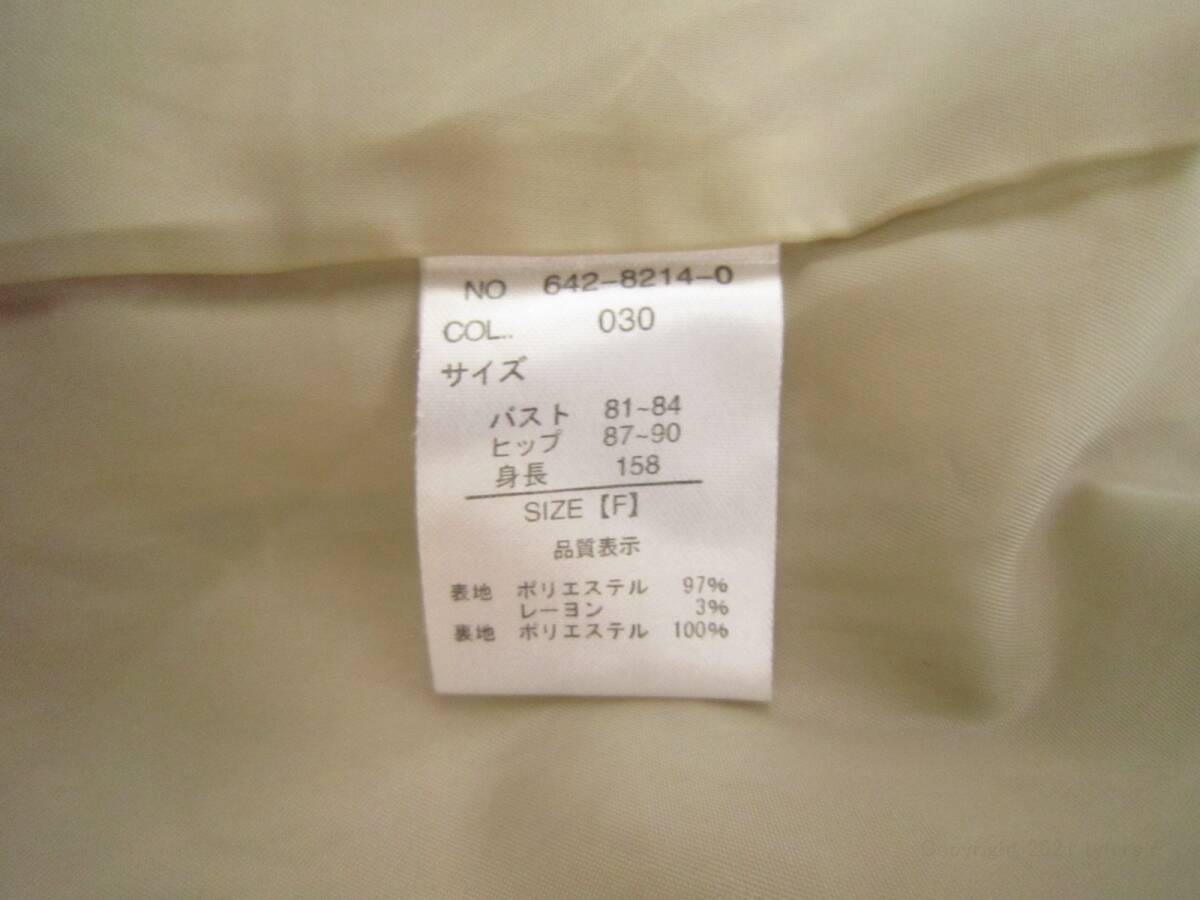 NO 642-8214-0
COL.. 030
サイズ
バスト 81~84
ヒップ 87~90
身長 158
SIZE【F】
品質表示
表地 ポリエステル 97%
レーヨン 3%
裏地 ポリエステル 100%
Copyright 2021